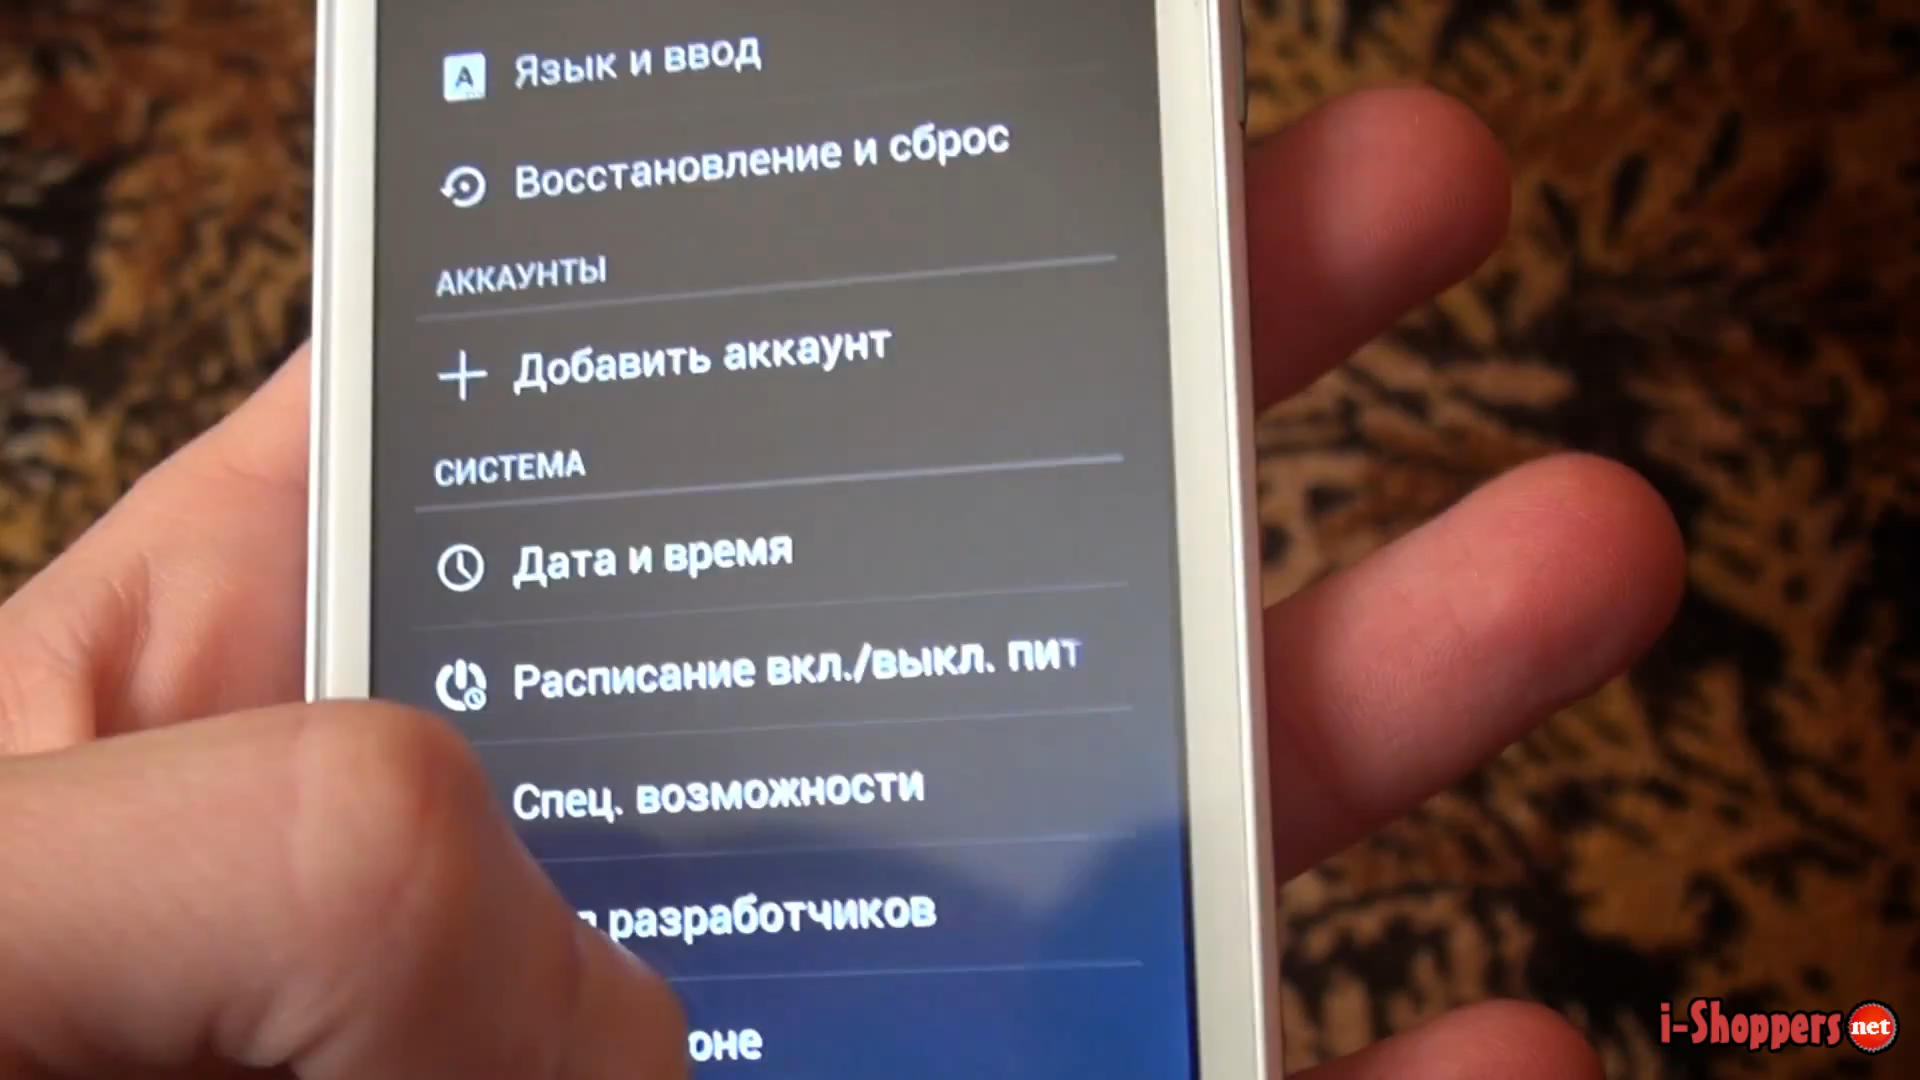 Язык и ввод
Восстановление и сброс
АККАУНТЫ
Добавить аккаунт
СИСТЕМА
Дата и время
Расписание вкл./выкл. пит
Спец. возможности
разработчиков
оне
i-Shoppers net